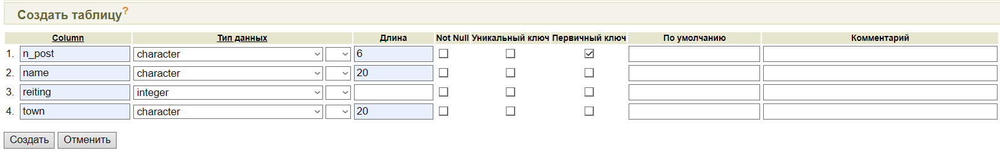 Создать таблицу?
Column Тип данных Длина Not Null Уникальный ключ Первичный ключ По умолчанию Комментарий
1. n_post character 6
2. name character 20
3. reiting integer
4. town character 20
Создать Отменить